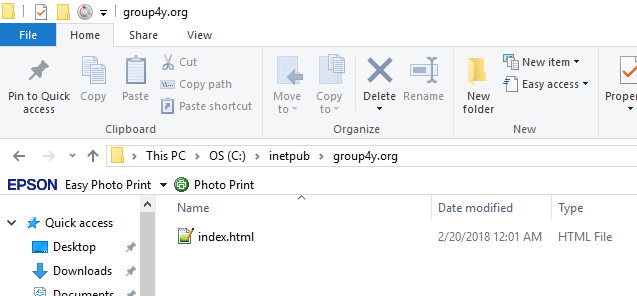 group4y.org
File Home Share View
Pin to Quick access
Copy
Paste
Cut
Copy path
Paste shortcut
Move to
Copy to
Delete
Rename
New folder
New item
Easy access
Clipboard Organize New
This PC > OS (C:) > inetpub > group4y.org
EPSON Easy Photo Print Photo Print
Name Date modified Type
Quick access
index.html 2/20/2018 12:01 AM HTML File
Desktop
Downloads